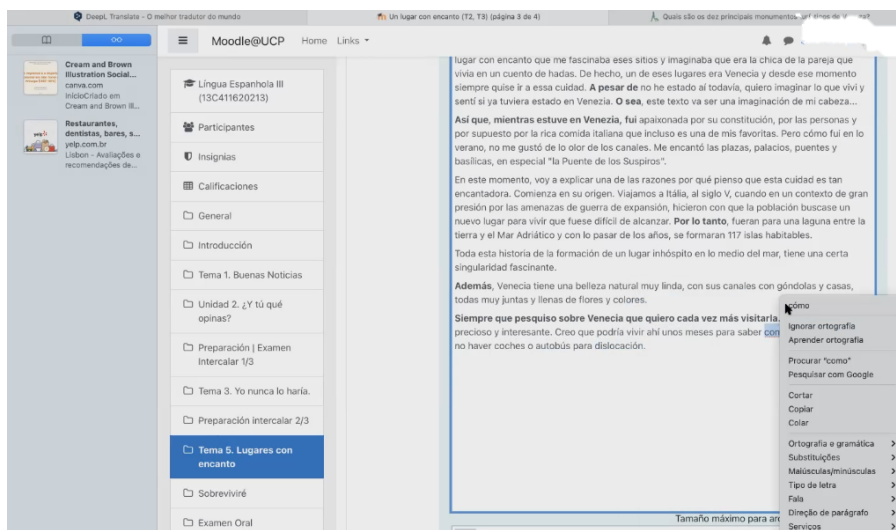 DeepL Translate - O melhor tradutor do mundo
Un lugar con encanto (T2, T3) (página 3 de 4)
Quais são os dez principais monumentos
Cream and Brown
Illustration Social...
canva.com
InícioCriado em
Cream and Brown Ill...
Restaurantes,
dentistas, bares, s...
yelp.com.br
Lisbon - Avaliações e
recomendações de...
Moodle@UCP
Home
Links
Língua Espanhola III
(13C411620213)
Participantes
Insignias
Calificaciones
General
Introducción
Tema 1. Buenas Noticias
Unidad 2. ¿Y tú qué
opinas?
Preparación | Examen
Intercalar 1/3
Tema 3. Yo nunca lo haría.
Preparación intercalar 2/3
Tema 5. Lugares con
encanto
Sobreviviré
Examen Oral
lugar con encanto que me fascinaba eses sitios y imaginaba que era la chica de la pareja que
vivia en un cuento de hadas. De hecho, un de eses lugares era Venecia y desde ese momento
siempre quise ir a essa cuidad. A pesar de no he estado aí todavía, quiero imaginar lo que vivi y
sentí si ya tuviera estado en Venezia. O sea, este texto va ser una imaginación de mi cabeza...
Así que, mientras estuve en Venezia, fui apaixonada por su constitución, por las personas y
por supuesto por la rica comida italiana que incluso es una de mis favoritas. Pero cómo fui en lo
verano, no me gustó de lo olor de los canales. Me encantó las plazas, palacios, puentes y
basílicas, en especial "la Puente de los Suspiros".
En este momento, voy a explicar una de las razones por qué pienso que esta cuidad es tan
encantadora. Comienza en su origen. Viajamos a Itália, al siglo V, cuando en un contexto de gran
presión por las amenazas de guerra de expansión, hicieron con que la población buscase un
nuevo lugar para vivir que fuese difícil de alcanzar. Por lo tanto, fueran para una laguna entre la
tierra y el Mar Adriático y con lo pasar de los años, se formaran 117 islas habitables.
Toda esta historia de la formación de un lugar inhóspito en lo medio del mar, tiene una certa
singularidad fascinante.
Además, Venecia tiene una belleza natural muy linda, con sus canales con góndolas y casas,
todas muy juntas y llenas de flores y colores.
Siempre que pesquiso sobre Venecia que quiero cada vez más visitarla.
precioso y interesante. Creo que podría vivir ahí unos meses para saber
no haver coches o autobús para dislocación.
Tamaño máximo para
cómo
Ignorar ortografia
Aprender ortografia
Procurar "como"
Pesquisar com Google
Cortar
Copiar
Colar
Ortografia e gramática
Substituições
Maiúsculas/minúsculas
Tipo de letra
Fala
Direção de parágrafo
Serviços